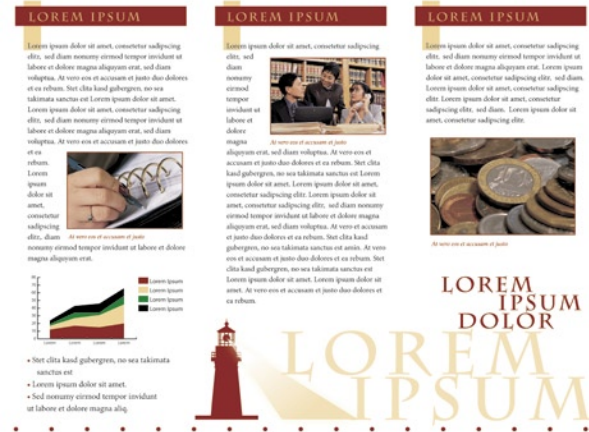 LOREM IPSUM
Lorem ipsum dolor sit amet, consetetur sadipscing
elitr, sed diam nonumy eirmod tempor invidunt ut
labore et dolore magna aliquyam erat, sed diam
voluptua. At vero eos et accusam et justo duo dolores
et ea rebum. Stet clita kasd gubergren, no sea
takimata sanctus est Lorem ipsum dolor sit amet.
Lorem ipsum dolor sit amet, consetetur sadipscing
elitr, sed diam nonumy eirmod tempor invidunt ut
labore et dolore magna aliquyam erat, sed diam
voluptua. At vero eos et accusam et justo duo dolores
et ea
rebum.
Lorem
ipsum
dolor sit
amet,
consetetur
sadipscing
elitr, diam
nonumy eirmod tempor invidunt ut labore et dolore
magna aliquyam erat.
At vero eos et accusam et justo
80
70
60
50
40
30
20
10
0
Lorem Lorem Lorem Lorem
Lorem Ipsum
Lorem Ipsum
Lorem Ipsum
Lorem Ipsum
• Stet clita kasd gubergren, no sea takimata
sanctus est
• Lorem ipsum dolor sit amet.
• Sed nonumy eirmod tempor invidunt
ut labore et dolore magna aliq.
LOREM IPSUM
Lorem ipsum dolor sit amet, consetetur sadipscing
elitr, sed
diam
nonumy
eirmod
tempor
invidunt ut
labore et
dolore
magna
aliquyam erat, sed diam voluptua. At vero eos et
accusam et justo duo dolores et ea rebum. Stet clita
kasd gubergren, no sea takimata sanctus est Lorem
ipsum dolor sit amet. Lorem ipsum dolor sit amet,
consetetur sadipscing elitr, sed diam nonumy eirmod
tempor invidunt ut labore et dolore magna
aliquyam erat, sed diam voluptua. At vero eos et
accusam et justo duo dolores et ea rebum. Stet clita kasd
gubergren, no sea takimata sanctus est amin. At vero
eos et accusam et justo duo dolores et ea rebum. Stet
clita kasd gubergren, no sea takimata sanctus est
Lorem ipsum dolor sit amet. Lorem ipsum dolor sit
amet. At vero eos et accusam et justo duo dolores et
ea rebum.
At vero eos et accusam et justo
LOREM IPSUM
Lorem ipsum dolor sit amet, consetetur sadipscing
elitr, sed diam nonumy eirmod tempor invidunt ut
labore et dolore magna aliquyam erat. Lorem ipsum
dolor sit amet, consetetur sadipscing elitr, sed diam.
Lorem ipsum dolor sit amet, consetetur sadipscing
elitr. Lorem ipsum dolor sit amet, consetetur
sadipscing elitr, sed diam. Lorem ipsum dolor sit
amet, consetetur sadipscing elitr.
At vero eos et accusam et justo
LOREM
IPSUM
DOLOR
LOREM
IPSUM